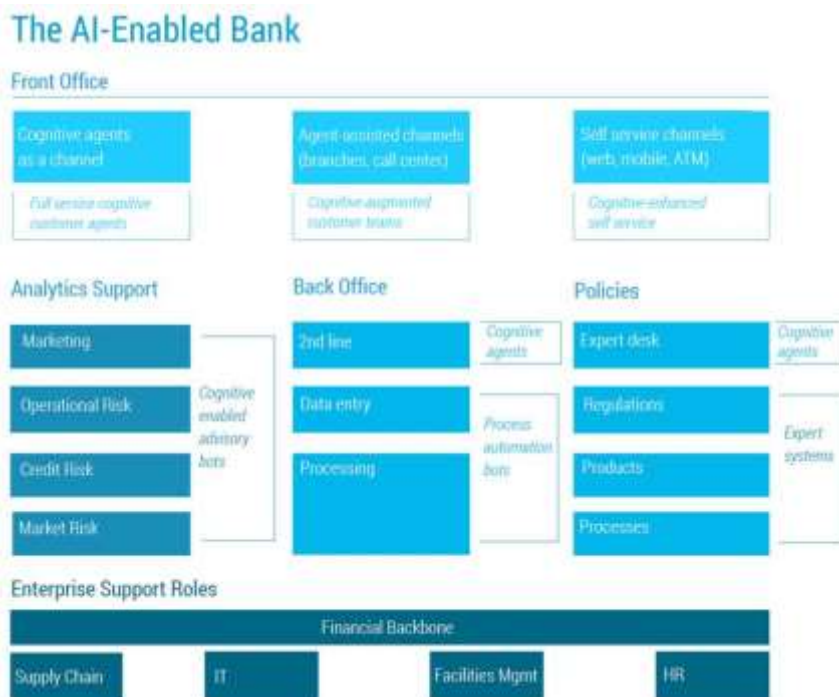 The AI-Enabled Bank
Front Office
Cognitive agents
as a channel
Agent-assisted channels
(branches, call center)
Self service channels
(web, mobile, ATM)
Full service cognitive
customer agents
Cognitive-augmented
customer teams
Cognitive-enhanced
self service
Analytics Support
Marketing
Operational Risk
Credit Risk
Market Risk
Cognitive
enabled
advisory
bots
Back Office
2nd line
Data entry
Processing
Cognitive
agents
Process
automation
bots
Policies
Expert desk
Regulations
Products
Processes
Cognitive
agents
Expert
systems
Enterprise Support Roles
Financial Backbone
Supply Chain
IT
Facilities Mgmt
HR